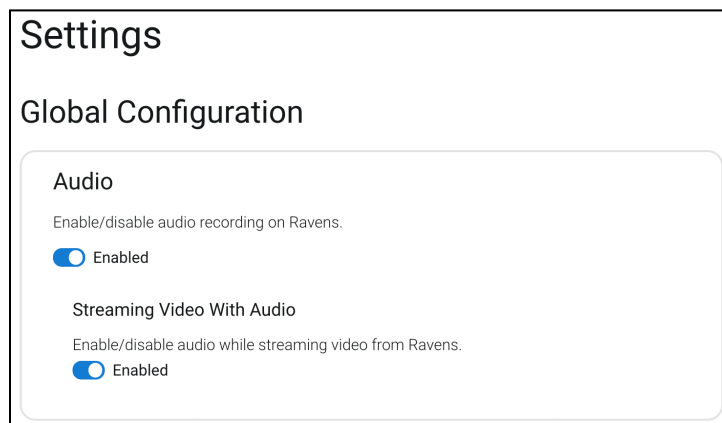 Settings
Global Configuration
Audio
Enable/disable audio recording on Ravens.
Enabled
Streaming Video With Audio
Enable/disable audio while streaming video from Ravens.
Enabled